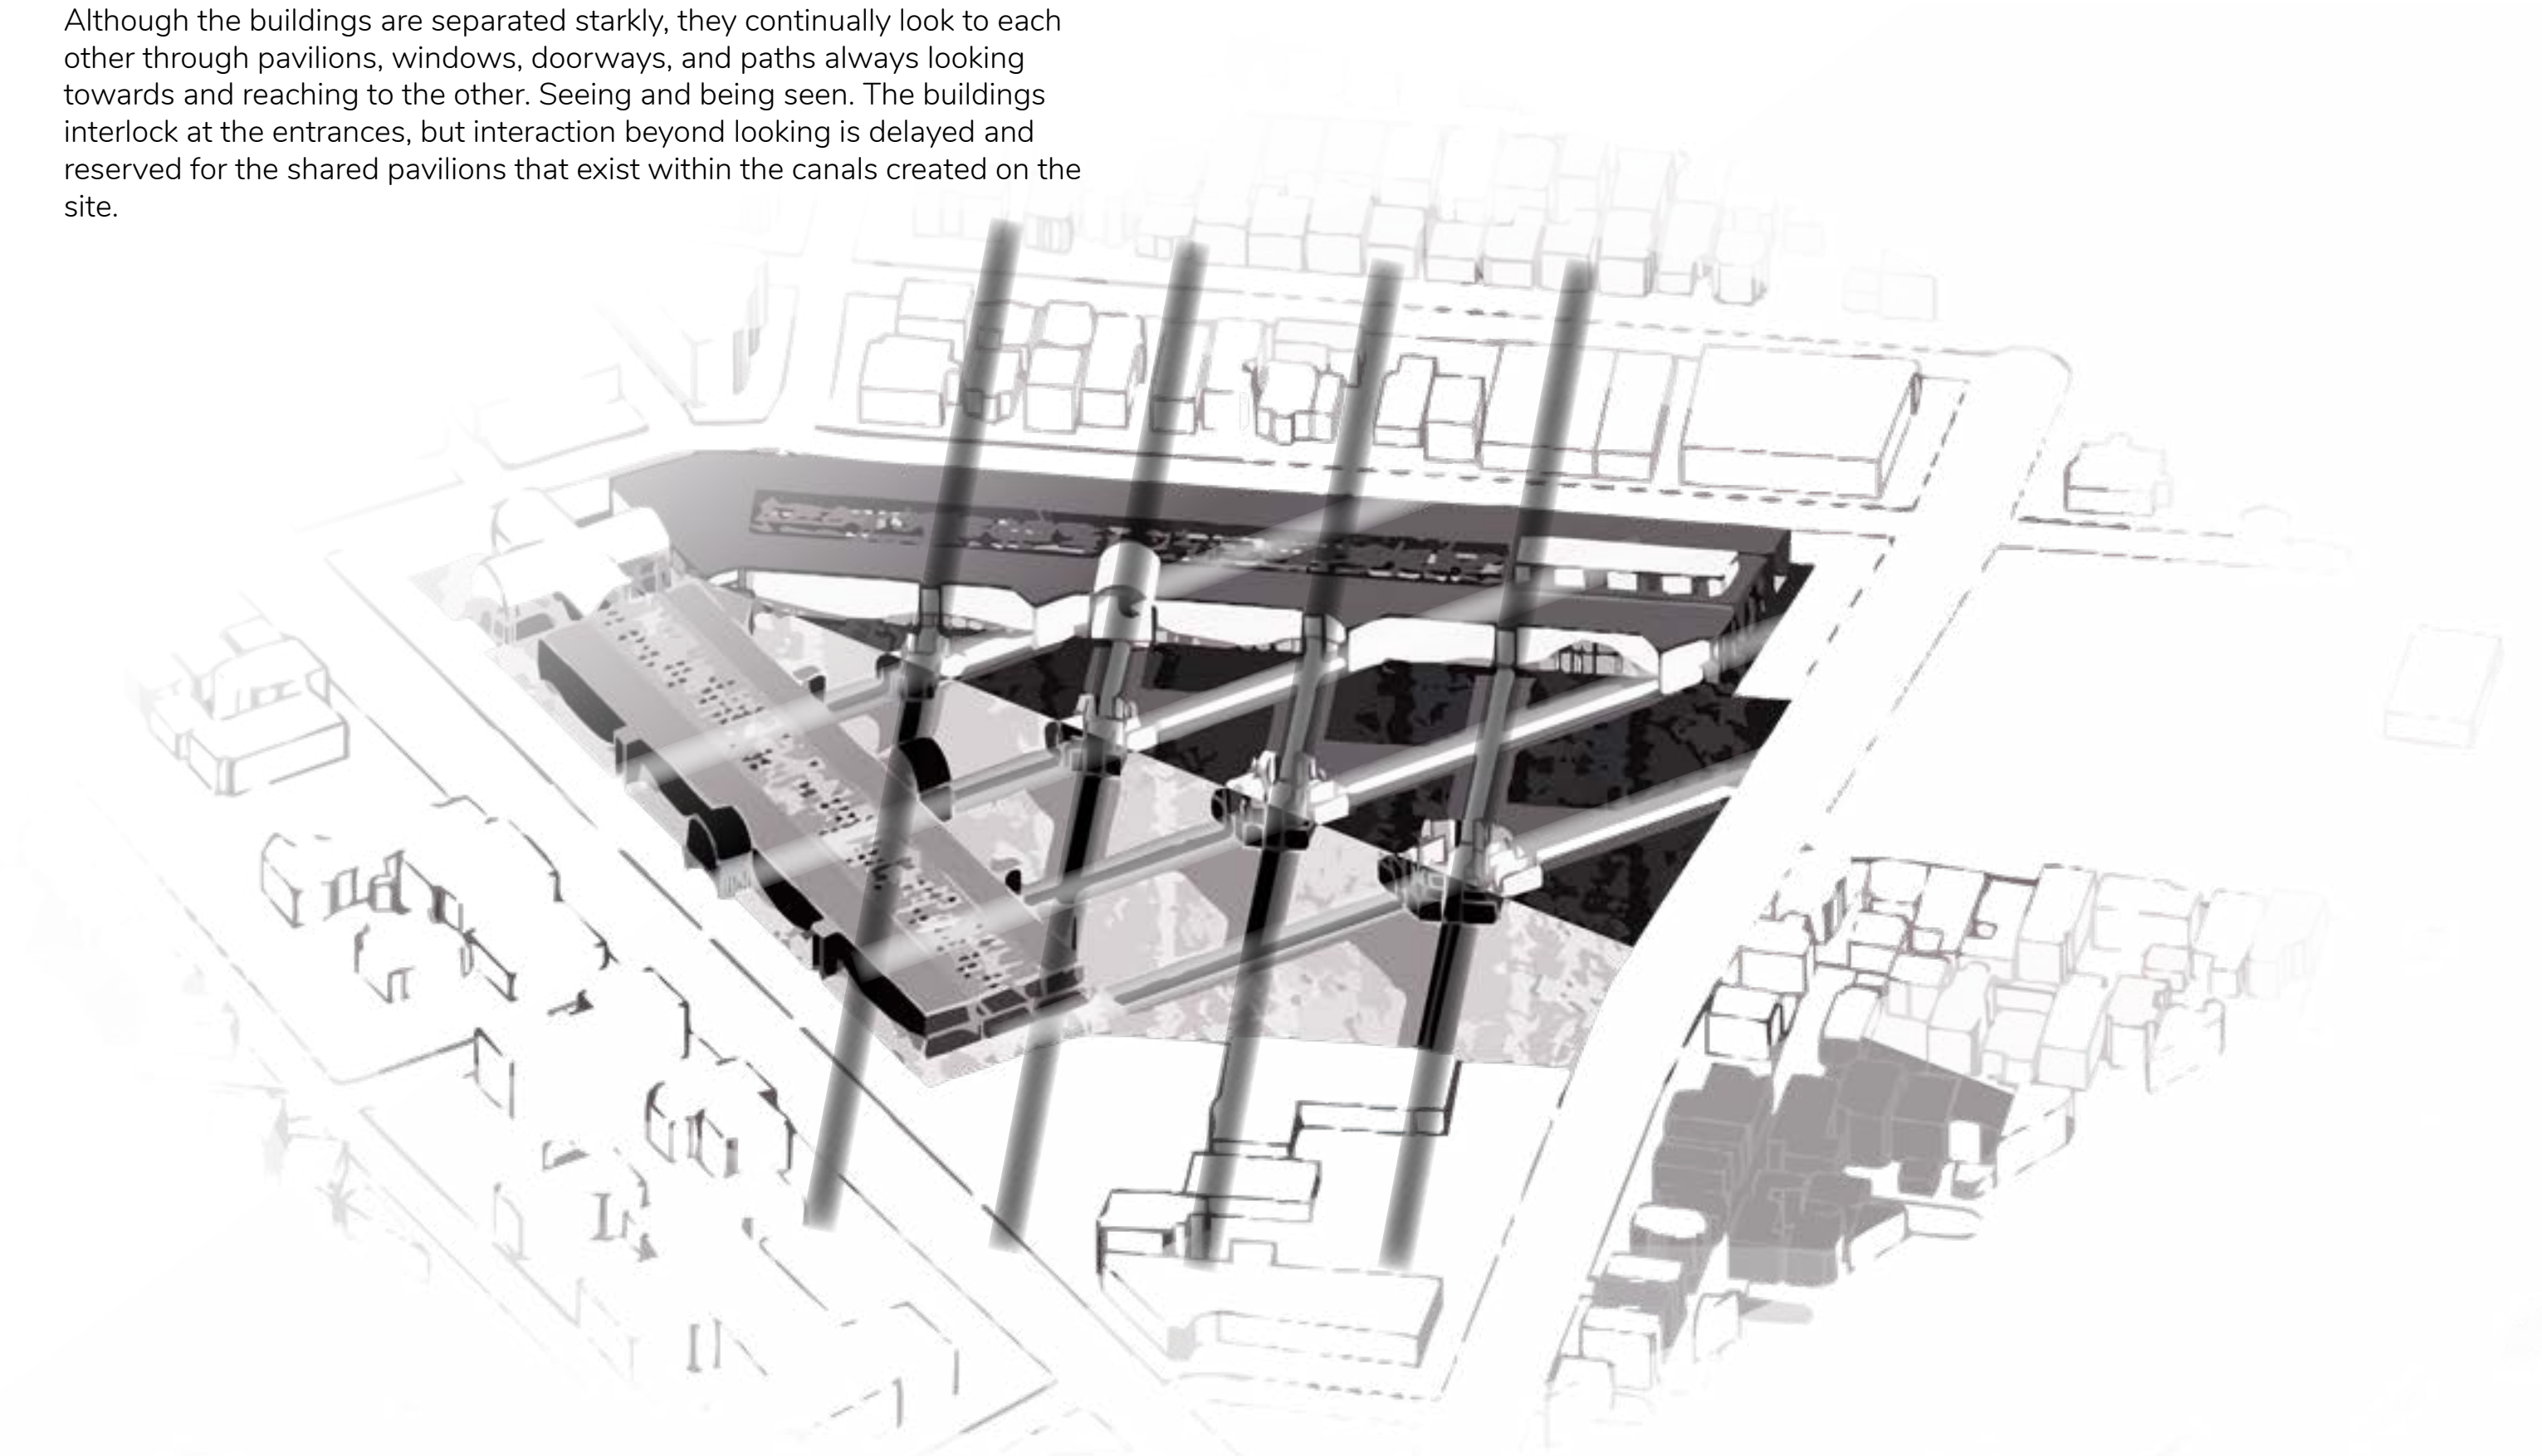 Although the buildings are separated starkly, they continually look to each
other through pavilions, windows, doorways, and paths always looking
towards and reaching to the other. Seeing and being seen. The buildings
interlock at the entrances, but interaction beyond looking is delayed and
reserved for the shared pavilions that exist within the canals created on the
site.